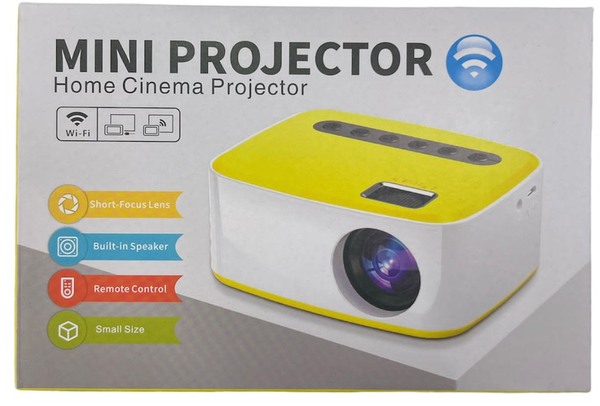 MINI PROJECTOR
Home Cinema Projector
Wi-Fi
Short-Focus Lens
Built-in Speaker
Remote Control
Small Size